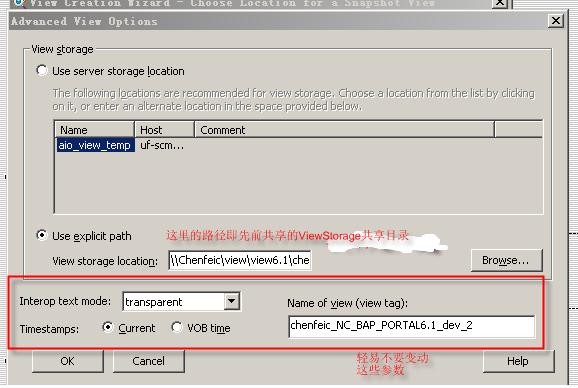 View Creation Wizard - Choose Location for a Snapshot View
Advanced View Options
View storage
Use server storage location
The following locations are recommended for view storage. Choose a location from the list by clicking
on it, or enter an alternate location in the space provided below.
Name Host Comment
aio_view_temp uf-scm...
Use explicit path 这里的路径即先前共享的ViewStorage共享目录
View storage location: \\Chenfeic\view\view6.1\che Browse...
Interop text mode: transparent Name of view (view tag):
Timestamps: Current VOB time chenfeic_NC_BAP_PORTAL6.1_dev_2
轻易不要变动
这些参数
OK Cancel Help